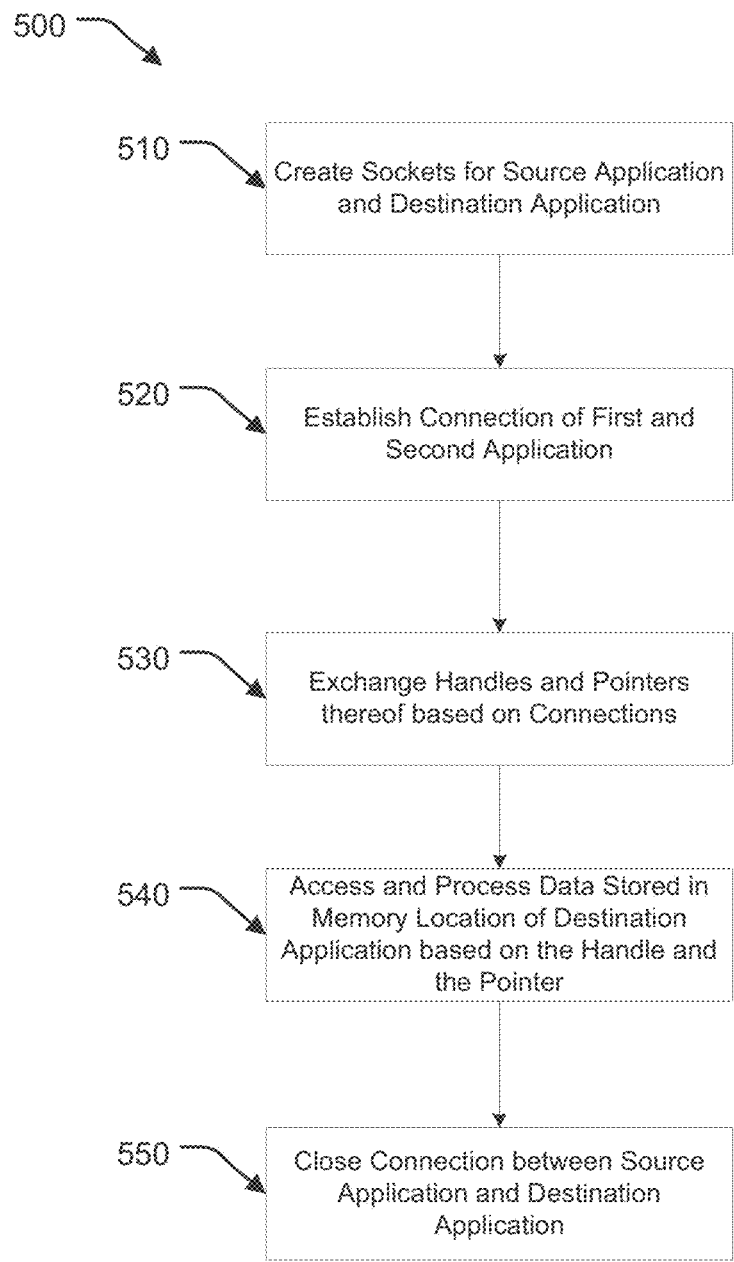 500
510
Create Sockets for Source Application
and Destination Application
520
Establish Connection of First and
Second Application
530
Exchange Handles and Pointers
thereof based on Connections
540
Access and Process Data Stored in
Memory Location of Destination
Application based on the Handle and
the Pointer
550
Close Connection between Source
Application and Destination
Application